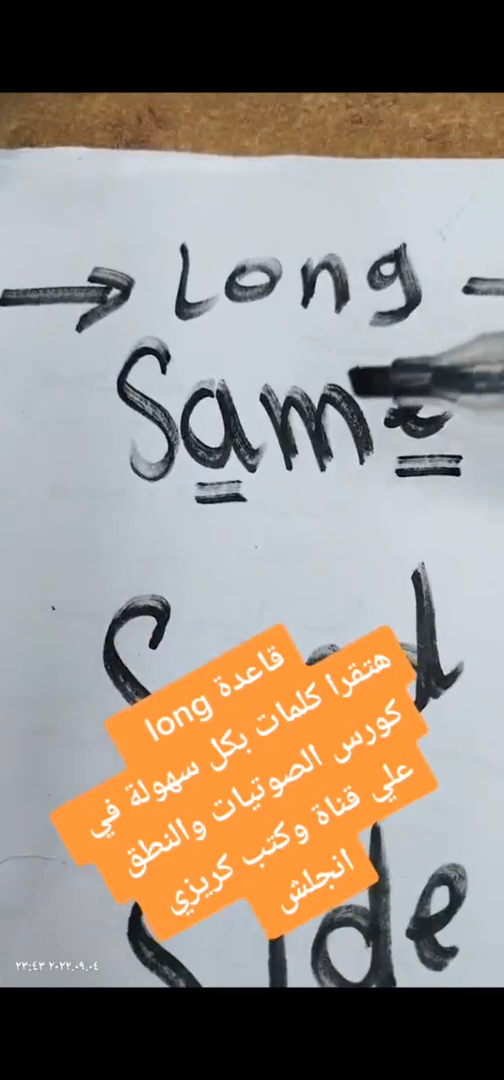 Long
Same
قاعدة long
هتقرا كلمات بكل سهولة في
كورس الصوتيات والنطق
علي قناة وكتب كريزي
انجلش
٢٣:٤٣ ٢٠٢٢.٠٩.٠٤